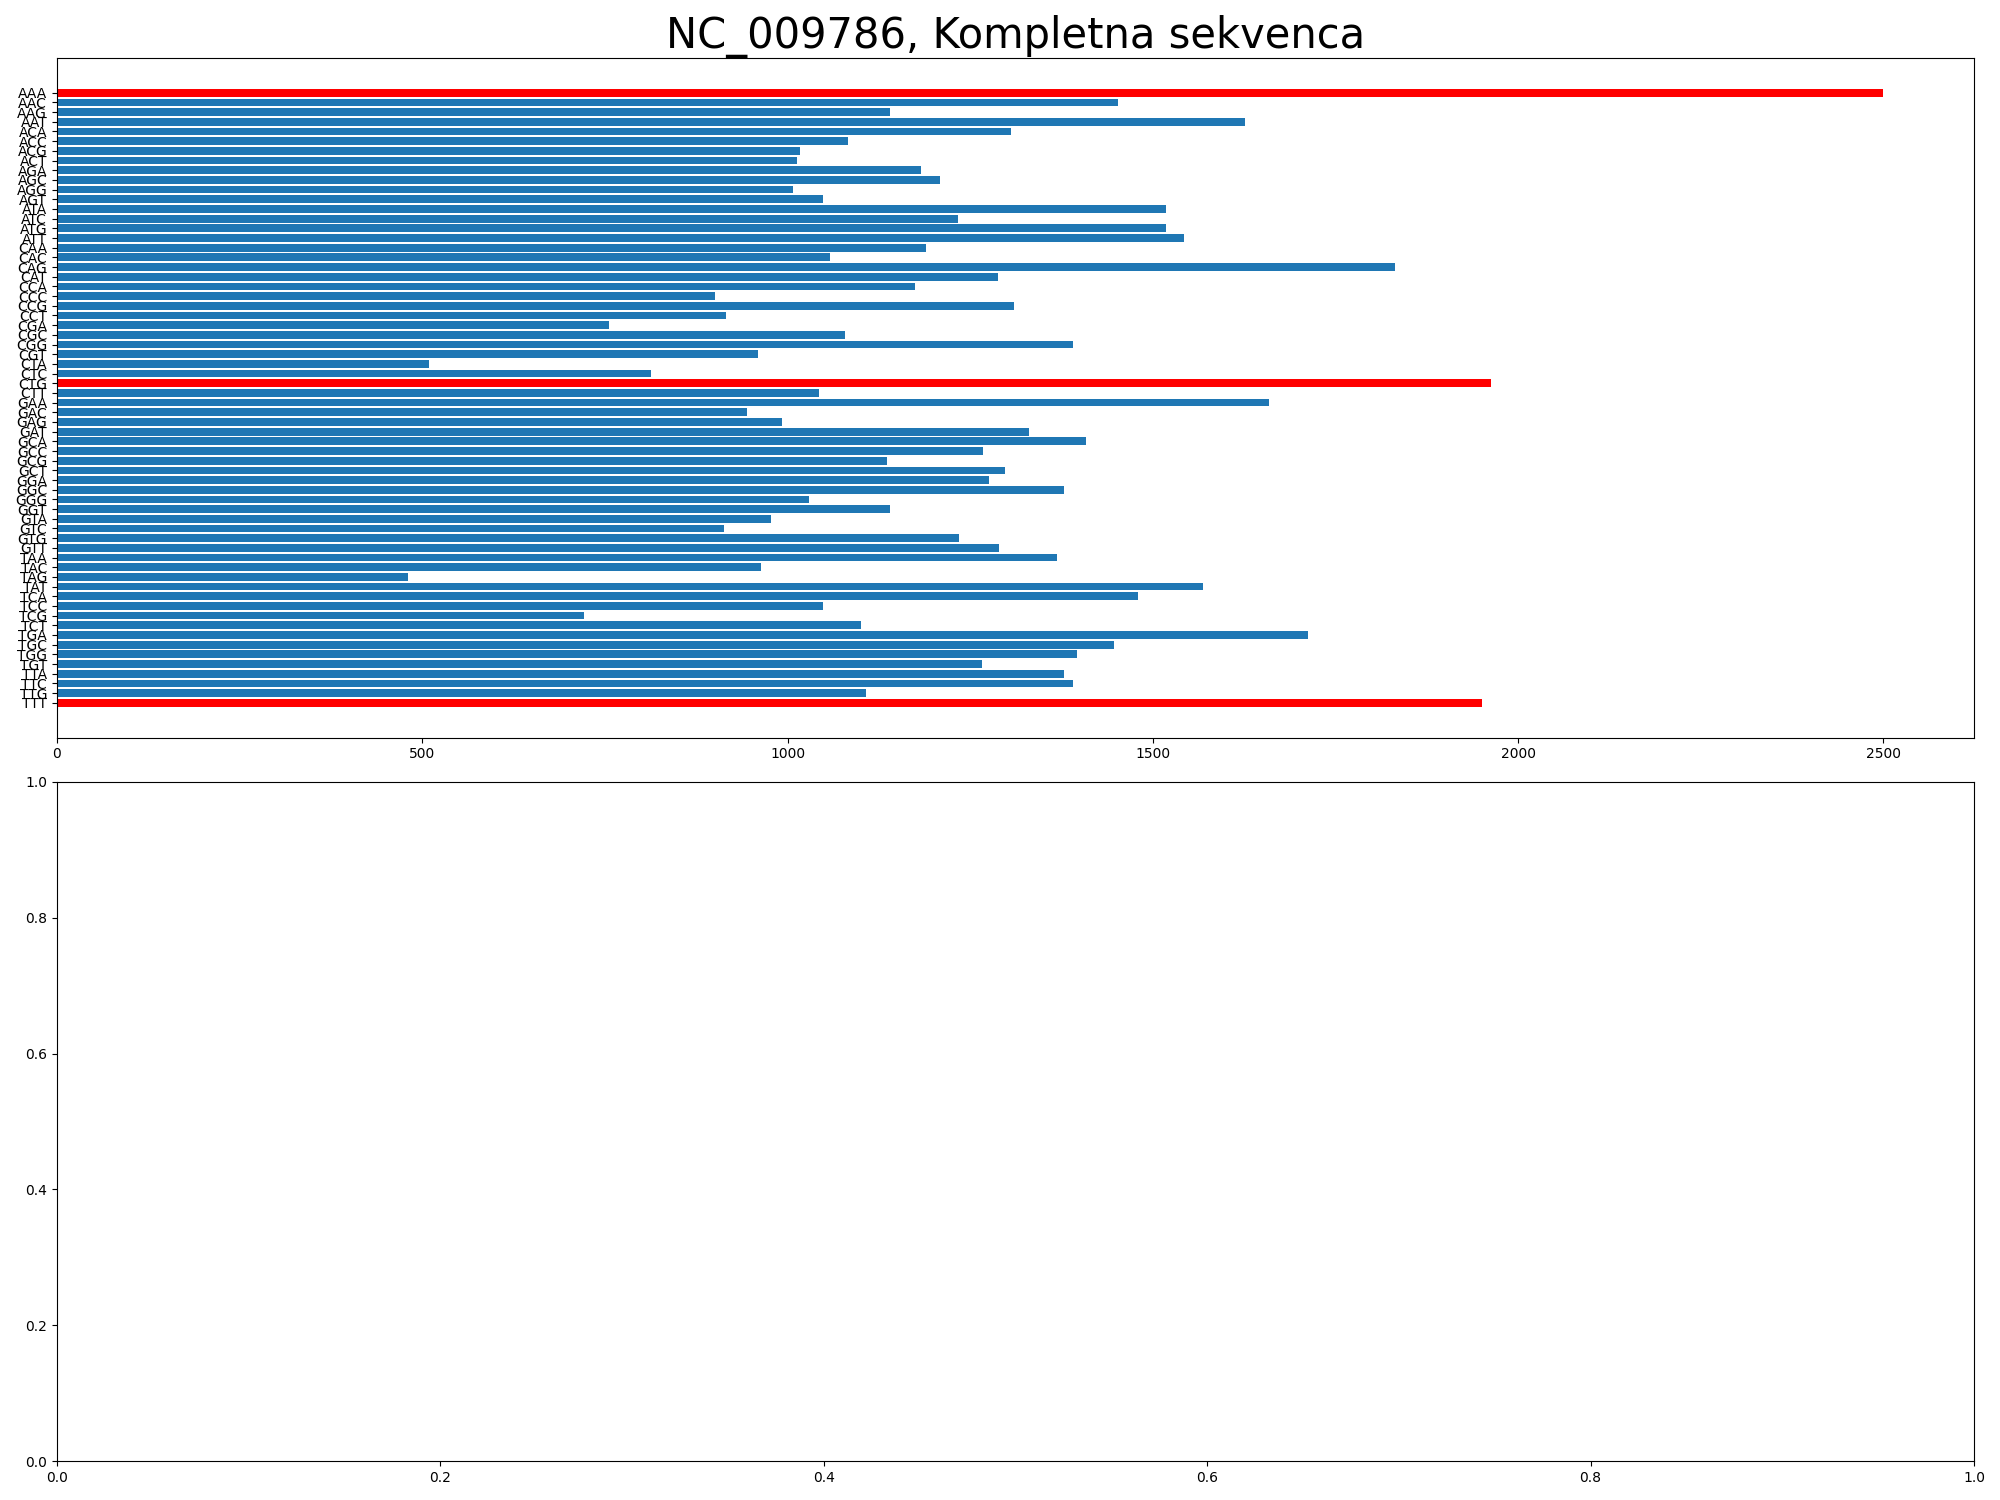 NC_009786, Kompletna sekvenca
AAA
AAC
AAG
AAT
ACA
ACC
ACG
ACT
AGA
AGC
AGG
AGT
ATA
ATC
ATG
ATT
CAA
CAC
CAG
CAT
CCA
CCC
CCG
CCT
CGA
CGC
CGG
CGT
CTA
CTC
CTG
CTT
GAA
GAC
GAG
GAT
GCA
GCC
GCG
GCT
GGA
GGC
GGG
GGT
GTA
GTC
GTG
GTT
TAA
TAC
TAG
TAT
TCA
TCC
TCG
TCT
TGA
TGC
TGG
TGT
TTA
TTC
TTG
TTT
0 500 1000 1500 2000 2500
1.0
0.8
0.6
0.4
0.2
0.0
0.0 0.2 0.4 0.6 0.8 1.0